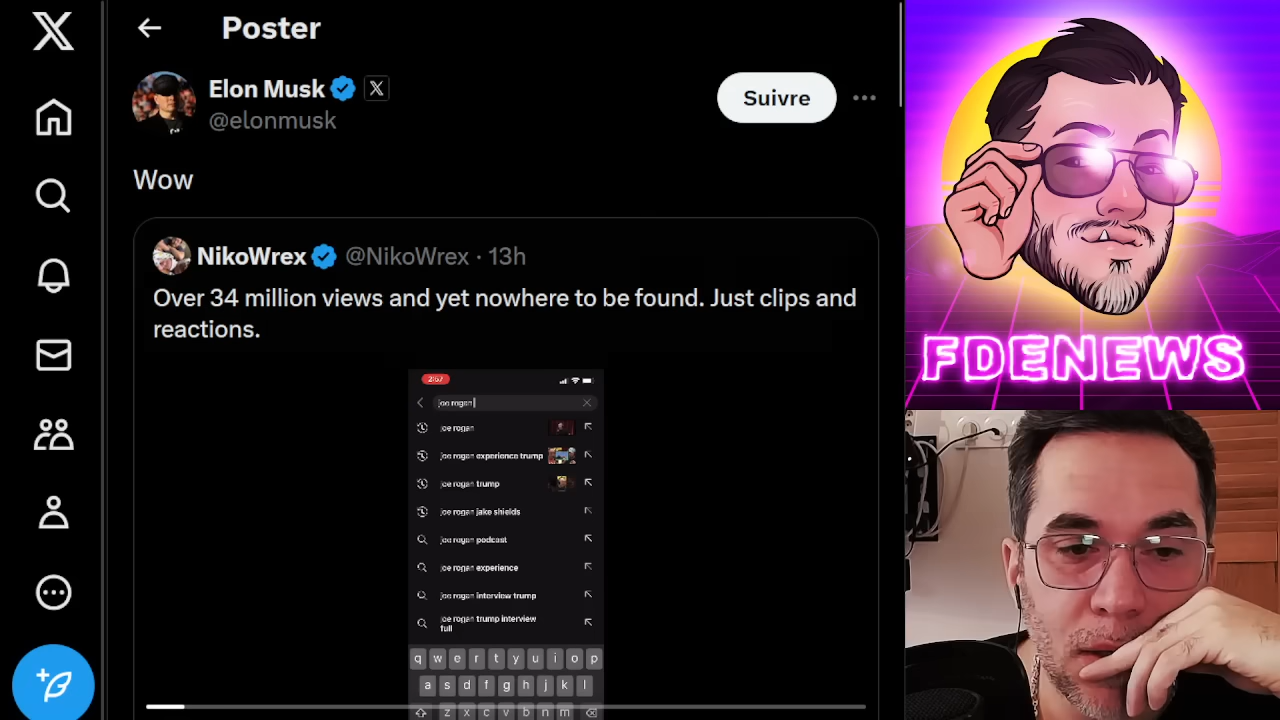 Poster
Elon Musk
@elonmusk
Suivre
Wow
NikoWrex @NikoWrex · 13h
Over 34 million views and yet nowhere to be found. Just clips and
reactions.
2:57
joe rogan
joe rogan
joe rogan experience trump
joe rogan trump
joe rogan jake shields
joe rogan podcast
joe rogan experience
joe rogan interview trump
joe rogan trump interview
full
q w e r t y u i o p
a s d f g h j k l
z x c v b n m
FDENEWS